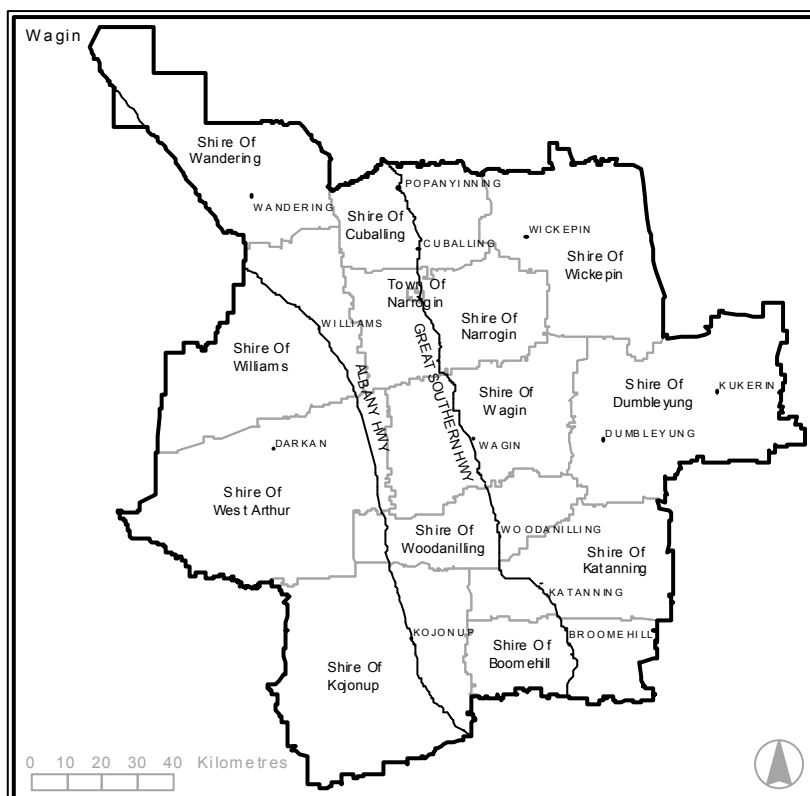 Wagin
Shire Of
Wandering
WANDERING
POPANYINNING
Shire Of
Cuballing
CUBALLING
WICKEPIN
Shire Of
Wickepin
Town Of
Narrogin
Shire Of
Narrogin
WILLIAMS
GREAT SOUTHERN HWY
Shire Of
Williams
ALBANY HWY
Shire Of
Wagin
WAGIN
Shire Of
Dumbleyung
KUKERIN
DUMBLEYUNG
DARKAN
Shire Of
West Arthur
Shire Of
Woodanilling
WOODANILLING
Shire Of
Katanning
KATANNING
KOJONUP
Shire Of
Boomehill
BROOMEHILL
Shire Of
Kojonup
0 10 20 30 40 Kilometres